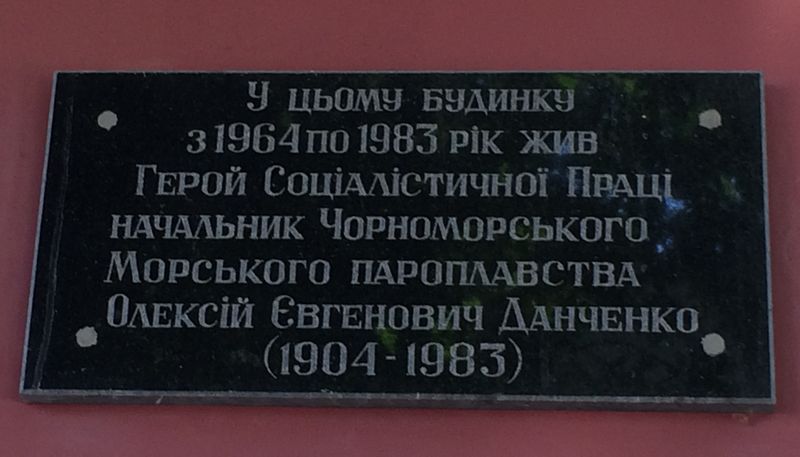 У цьому будинку
з 1964 по 1983 рік жив
Герой Соціалістичної Праці
начальник Чорноморського
Морського пароплавства
Олексій Євгенович Данченко
(1904 - 1983)